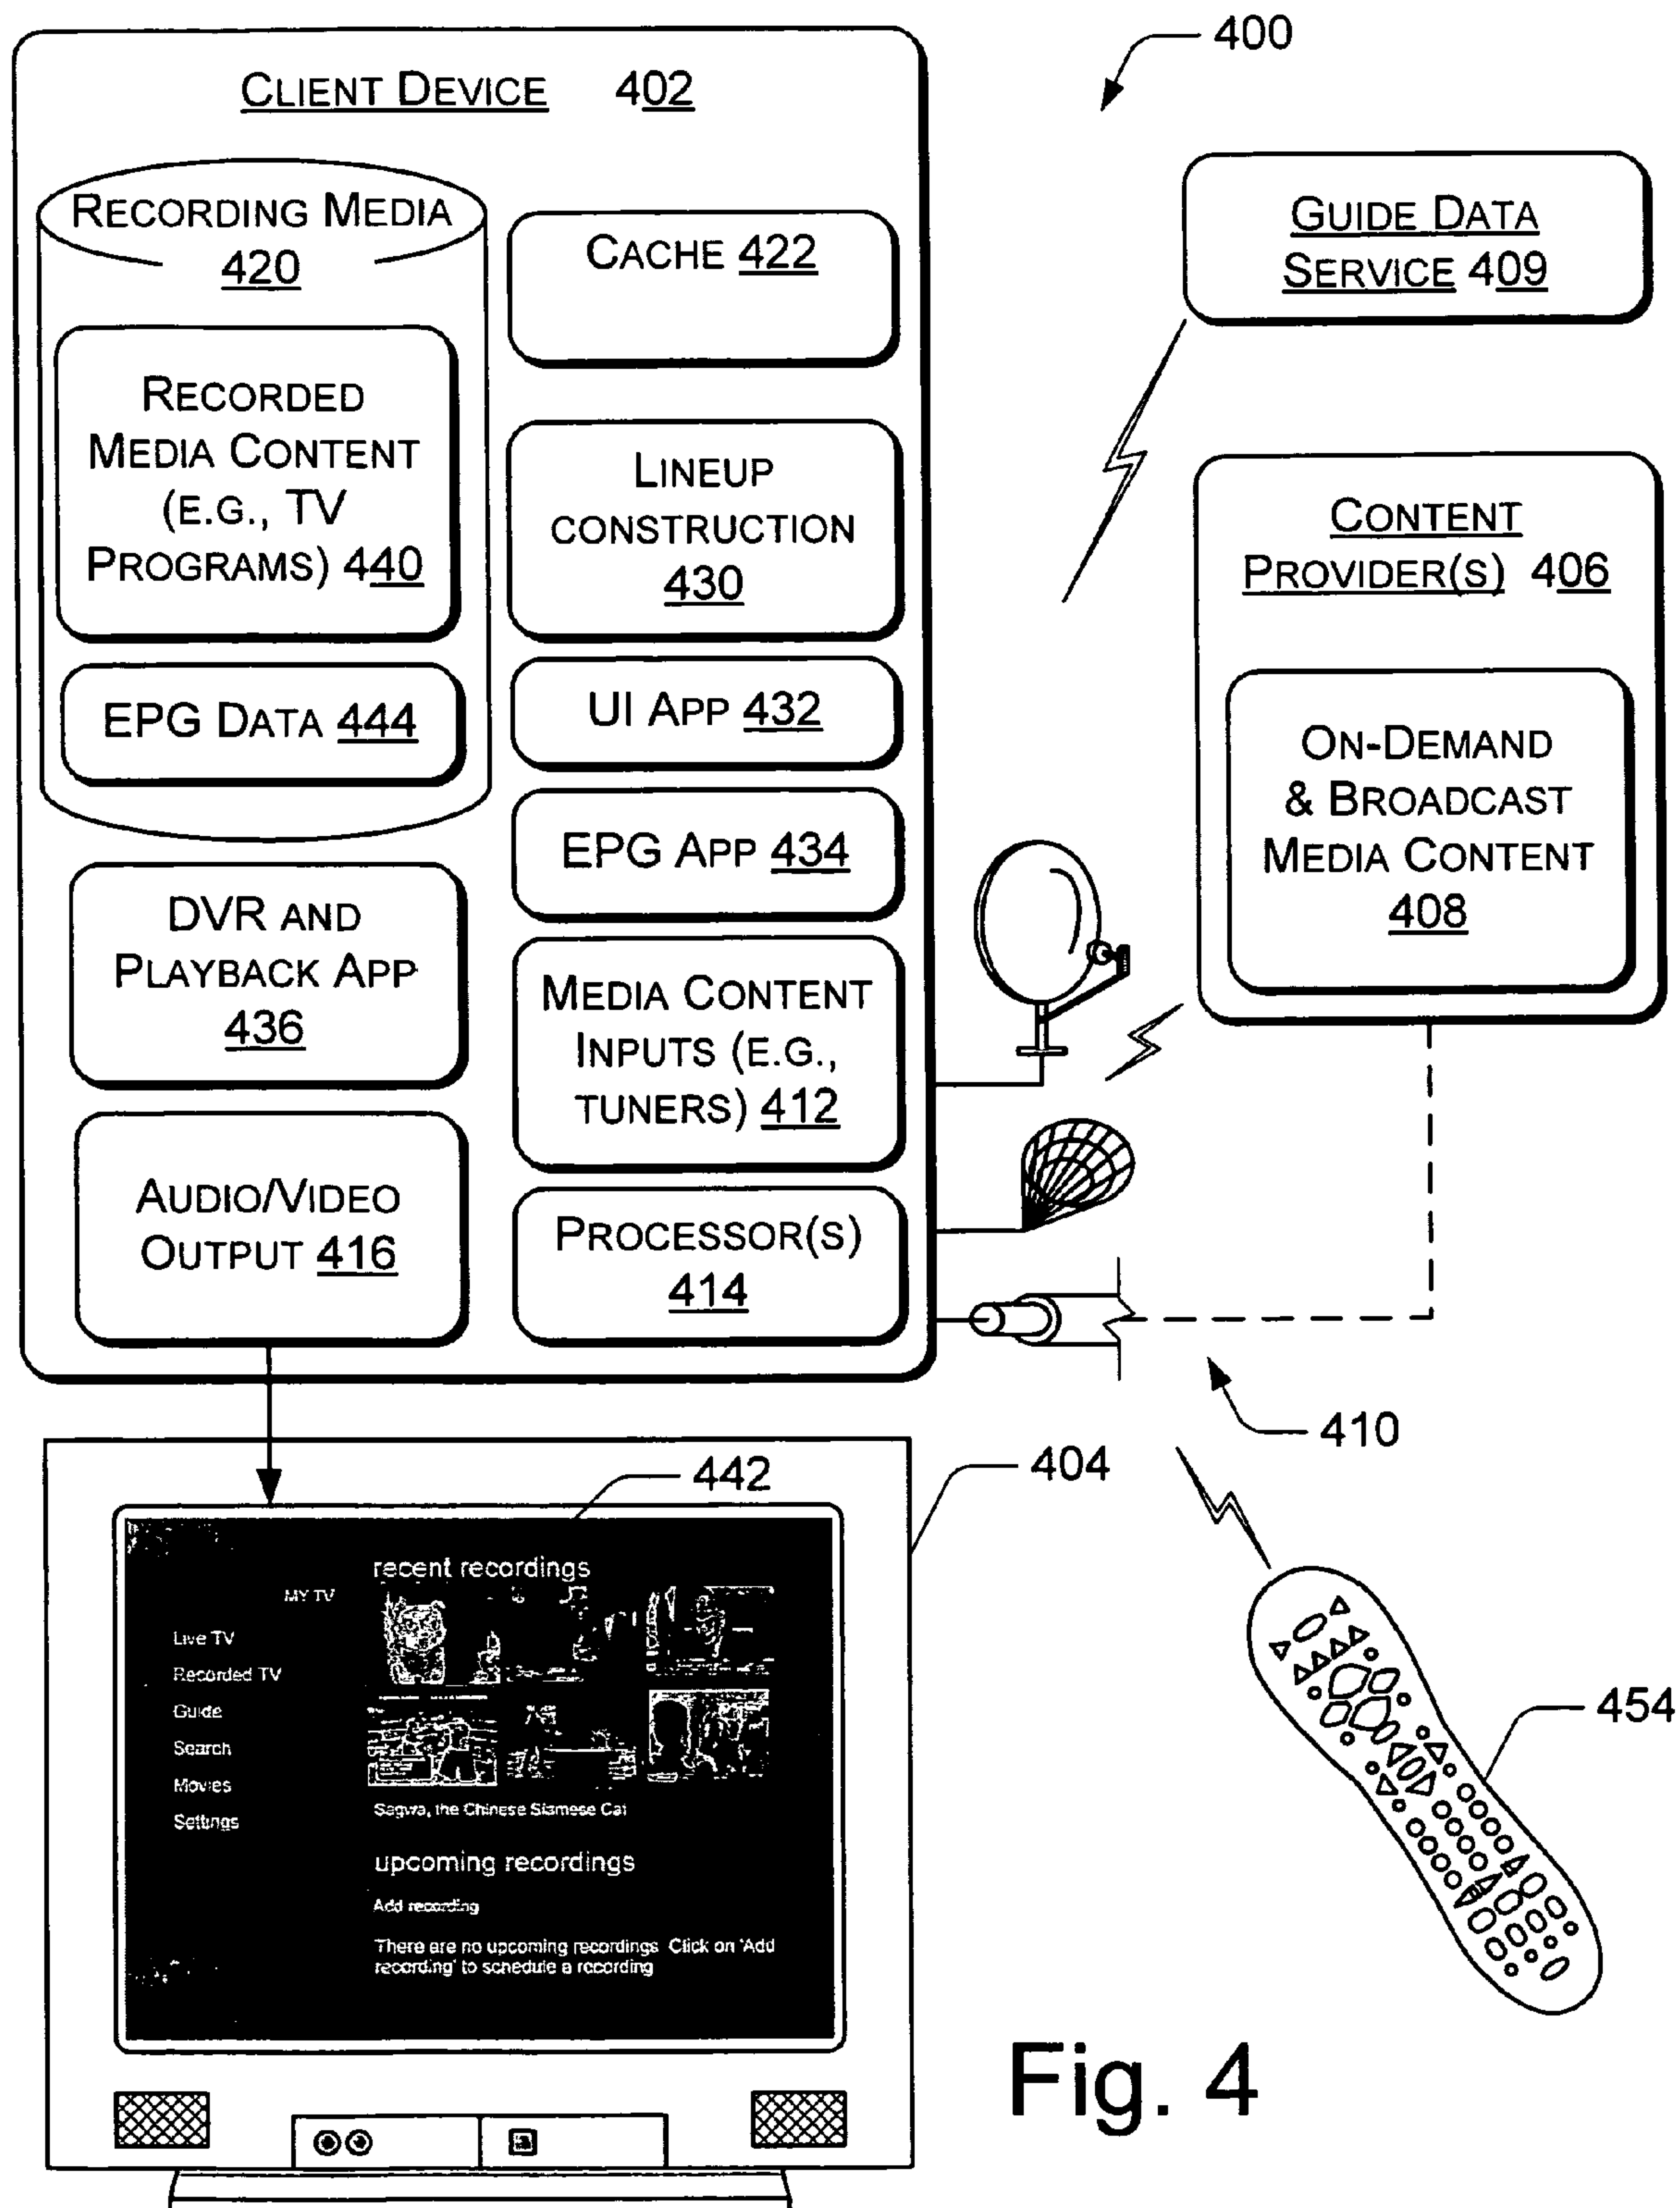 400
CLIENT DEVICE 402
RECORDING MEDIA
420
RECORDED
MEDIA CONTENT
(E.G., TV
PROGRAMS) 440
EPG DATA 444
DVR AND
PLAYBACK APP
436
AUDIO/VIDEO
OUTPUT 416
CACHE 422
LINEUP
CONSTRUCTION
430
UI APP 432
EPG APP 434
MEDIA CONTENT
INPUTS (E.G.,
TUNERS) 412
PROCESSOR(S)
414
GUIDE DATA
SERVICE 409
CONTENT
PROVIDER(S) 406
ON-DEMAND
& BROADCAST
MEDIA CONTENT
408
410
442
404
454
MY TV
Live TV
Recorded TV
Guide
Search
Movies
Settings
recent recordings
Sagwa, the Chinese Siamese Cat
upcoming recordings
Add recording
There are no upcoming recordings Click on 'Add
recording' to schedule a recording
Fig. 4